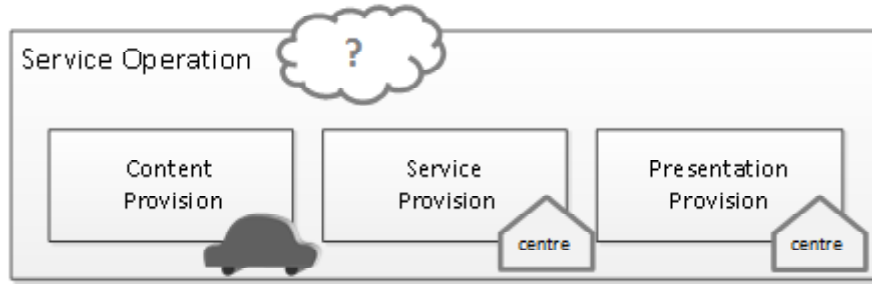 ?
Service Operation
Content
Provision
Service
Provision
Presentation
Provision
centre
centre